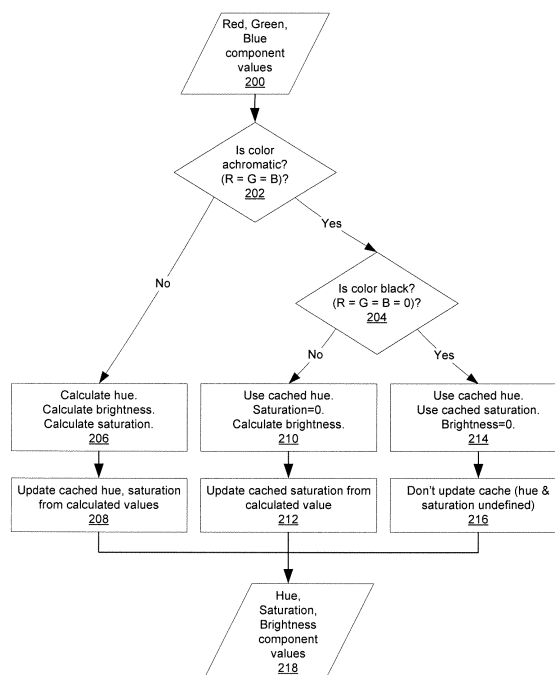 Red, Green,
Blue
component
values
200
Is color
achromatic?
(R = G = B)?
202
Yes
No
Is color black?
(R = G = B = 0)?
204
No
Yes
Calculate hue.
Calculate brightness.
Calculate saturation.
206
Use cached hue.
Saturation=0.
Calculate brightness.
210
Use cached hue.
Use cached saturation.
Brightness=0.
214
Update cached hue, saturation
from calculated values
208
Update cached saturation from
calculated value
212
Don't update cache (hue &
saturation undefined)
216
Hue,
Saturation,
Brightness
component
values
218